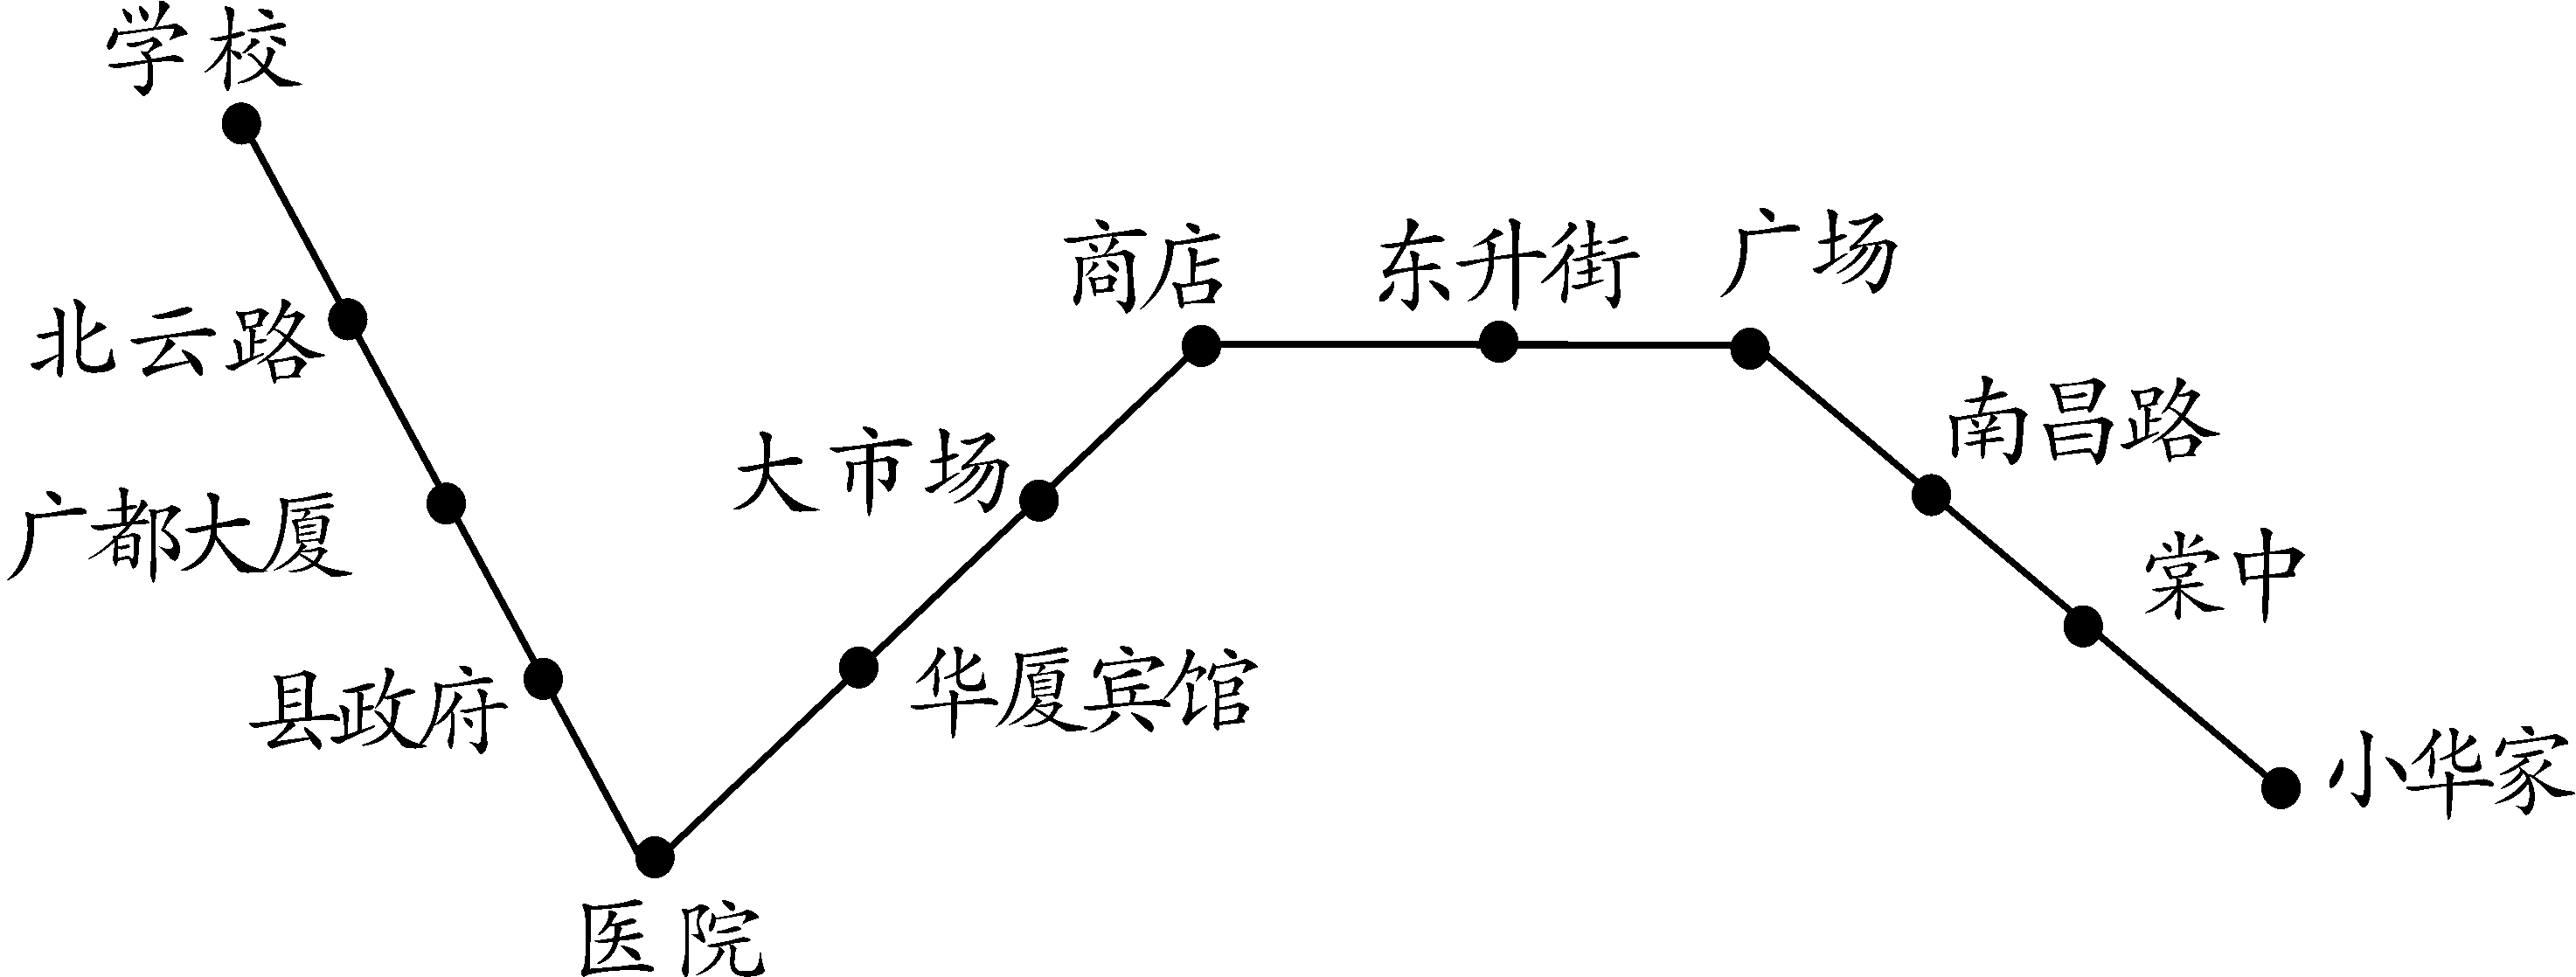 学校
商店
东升街
广场
北云路
南昌路
大市场
广都大厦
棠中
华厦宾馆
县政府
小华家
医院